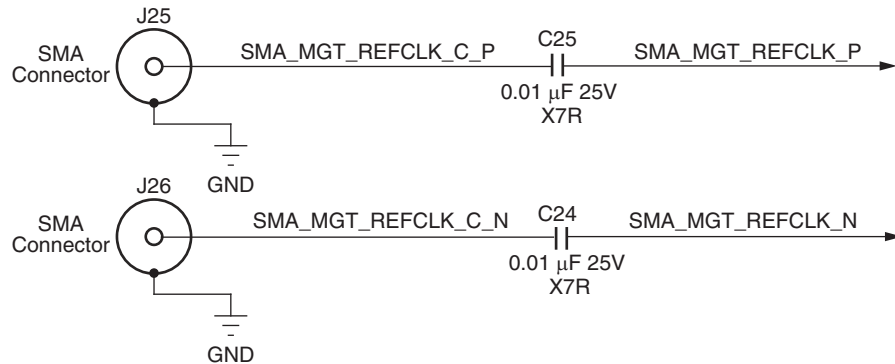 J25
SMA
Connector
SMA_MGT_REFCLK_C_P
C25
SMA_MGT_REFCLK_P
0.01 μF 25V
X7R
GND
J26
SMA
Connector
SMA_MGT_REFCLK_C_N
C24
SMA_MGT_REFCLK_N
0.01 μF 25V
X7R
GND